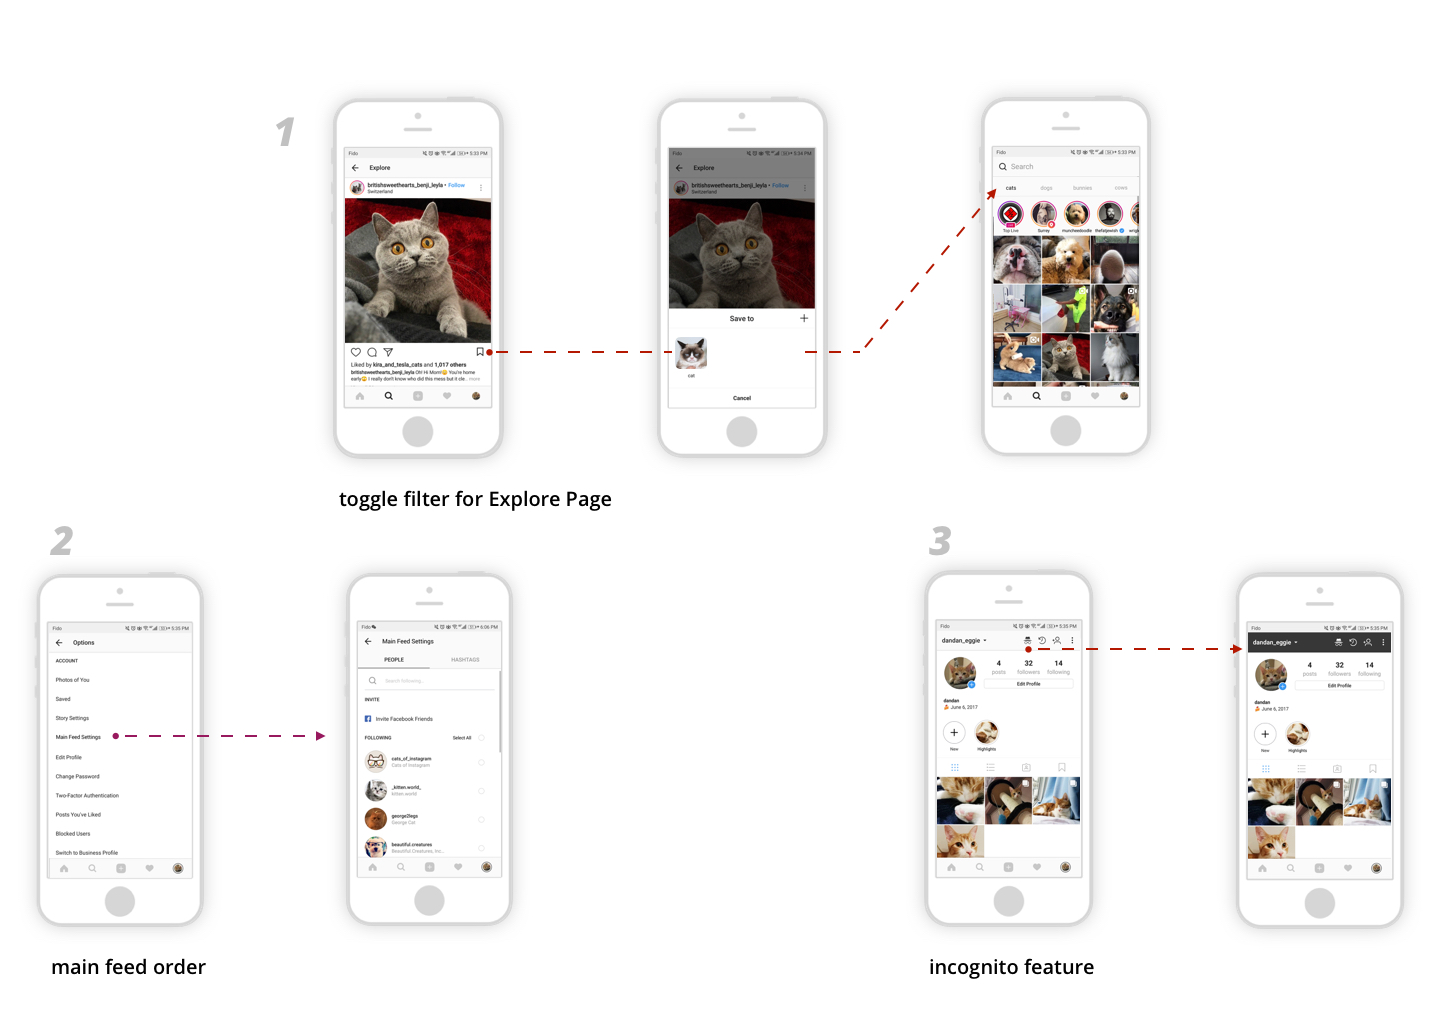 1
Fido 5:33 PM
Explore
britishsweethearts_benji_leyla • Follow
Switzerland
Liked by kira_and_tesla_cats and 1,017 others
britishsweethearts_benji_leyla Oh! Hi Mom! You're home
early I really don't know who did this mess but it cle.. more
Fido 5:34 PM
Explore
britishsweethearts_benji_leyla • Follow
Switzerland
Save to
cat
Cancel
Fido 5:33 PM
Search
cats dogs bunnies cows
Top Live Surrey muncheedoodle thefatjewish
toggle filter for Explore Page
2
Fido 5:35 PM
Options
ACCOUNT
Photos of You
Saved
Story Settings
Main Feed Settings
Edit Profile
Change Password
Two-Factor Authentication
Posts You've Liked
Blocked Users
Switch to Business Profile
Fido 6:06 PM
Main Feed Settings
PEOPLE HASHTAGS
Search following
INVITE
Invite Facebook Friends
FOLLOWING Select All
cats_of_instagram
Cats of Instagram
_kitten.world_
kitten.world
george2legs
George Cat
beautiful.creatures
Beautiful Creatures, Inc...
main feed order
3
Fido 5:35 PM
dandan_eggie
4 32 14
posts followers following
Edit Profile
dandan
June 6, 2017
New Highlights
Fido 5:35 PM
dandan_eggie
4 32 14
posts followers following
Edit Profile
dandan
June 6, 2017
New Highlights
incognito feature